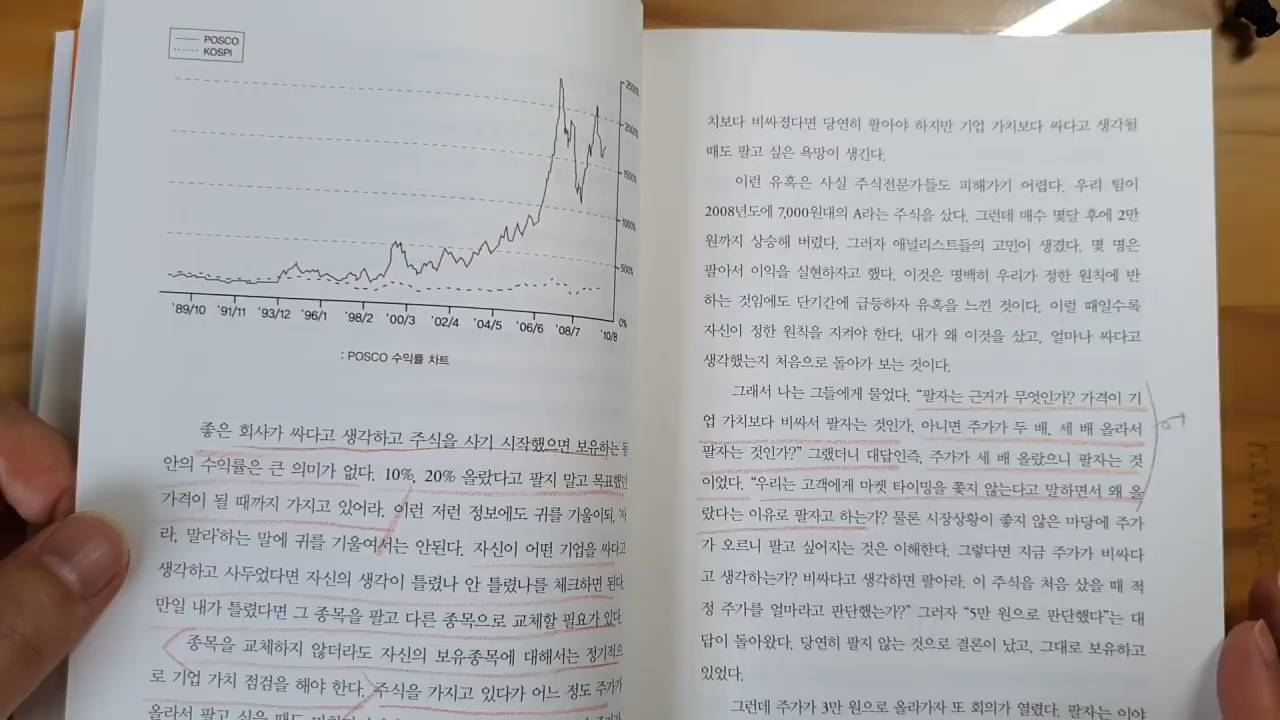 POSCO
KOSPI
2500%
2000%
1500%
1000%
500%
0%
'89/10 '91/11 '93/12 '96/1 '98/2 '00/3 '02/4 '04/5 '06/6 '08/7 '10/8
: POSCO 수익률 차트
좋은 회사가 싸다고 생각하고 주식을 사기 시작했으면 보유하는 동
안의 수익률은 큰 의미가 없다. 10%, 20% 올랐다고 팔지 말고 목표했던
가격이 될 때까지 가지고 있어라. 이런 저런 정보에도 귀를 기울이되, '사
라, 말라'하는 말에 귀를 기울여서는 안된다. 자신이 어떤 기업을 싸다고
생각하고 사두었다면 자신의 생각이 틀렸나 안 틀렸나를 체크하면 된다.
만일 내가 틀렸다면 그 종목을 팔고 다른 종목으로 교체할 필요가 있다.
종목을 교체하지 않더라도 자신의 보유종목에 대해서는 정기적으
로 기업 가치 점검을 해야 한다. 주식을 가지고 있다가 어느 정도 주가가
올라서 팔고 싶을 때도
치보다 비싸졌다면 당연히 팔아야 하지만 기업 가치보다 싸다고 생각될
때도 팔고 싶은 욕망이 생긴다.
이런 유혹은 사실 주식전문가들도 피해가기 어렵다. 우리 팀이
2008년도에 7,000원대의 A라는 주식을 샀다. 그런데 매수 몇달 후에 2만
원까지 상승해 버렸다. 그러자 애널리스트들의 고민이 생겼다. 몇 명은
팔아서 이익을 실현하자고 했다. 이것은 명백히 우리가 정한 원칙에 반
하는 것임에도 단기간에 급등하자 유혹을 느낀 것이다. 이럴 때일수록
자신이 정한 원칙을 지켜야 한다. 내가 왜 이것을 샀고, 얼마나 싸다고
생각했는지 처음으로 돌아가 보는 것이다.
그래서 나는 그들에게 물었다. “팔자는 근거가 무엇인가? 가격이 기
업 가치보다 비싸서 팔자는 것인가, 아니면 주가가 두 배, 세 배 올라서
팔자는 것인가?” 그랬더니 대답인즉, 주가가 세 배 올랐으니 팔자는 것
이었다. “우리는 고객에게 마켓 타이밍을 쫓지 않는다고 말하면서 왜 올
랐다는 이유로 팔자고 하는가? 물론 시장상황이 좋지 않은 마당에 주가
가 오르니 팔고 싶어지는 것은 이해한다. 그렇다면 지금 주가가 비싸다
고 생각하는가? 비싸다고 생각하면 팔아라. 이 주식을 처음 샀을 때 적
정 주가를 얼마라고 판단했는가?” 그러자 “5만 원으로 판단했다”는 대
답이 돌아왔다. 당연히 팔지 않는 것으로 결론이 났고, 그대로 보유하고
있었다.
그런데 주가가 3만 원으로 올라가자 또 회의가 열렸다. 팔자는 이야